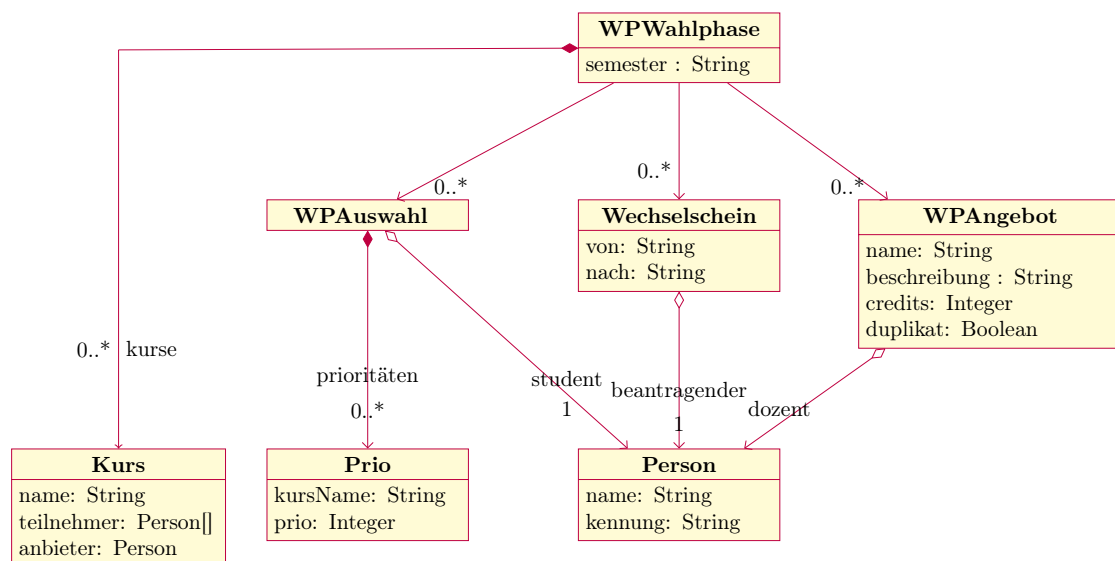 WPWahlphase
semester : String
0..*
0..*
0..*
WPAuswahl
Wechselschein
von: String
nach: String
WPAngebot
name: String
beschreibung : String
credits: Integer
duplikat: Boolean
0..* kurse
prioritäten
0..*
student
1
beantragender
1
dozent
Kurs
name: String
teilnehmer: Person[]
anbieter: Person
Prio
kursName: String
prio: Integer
Person
name: String
kennung: String